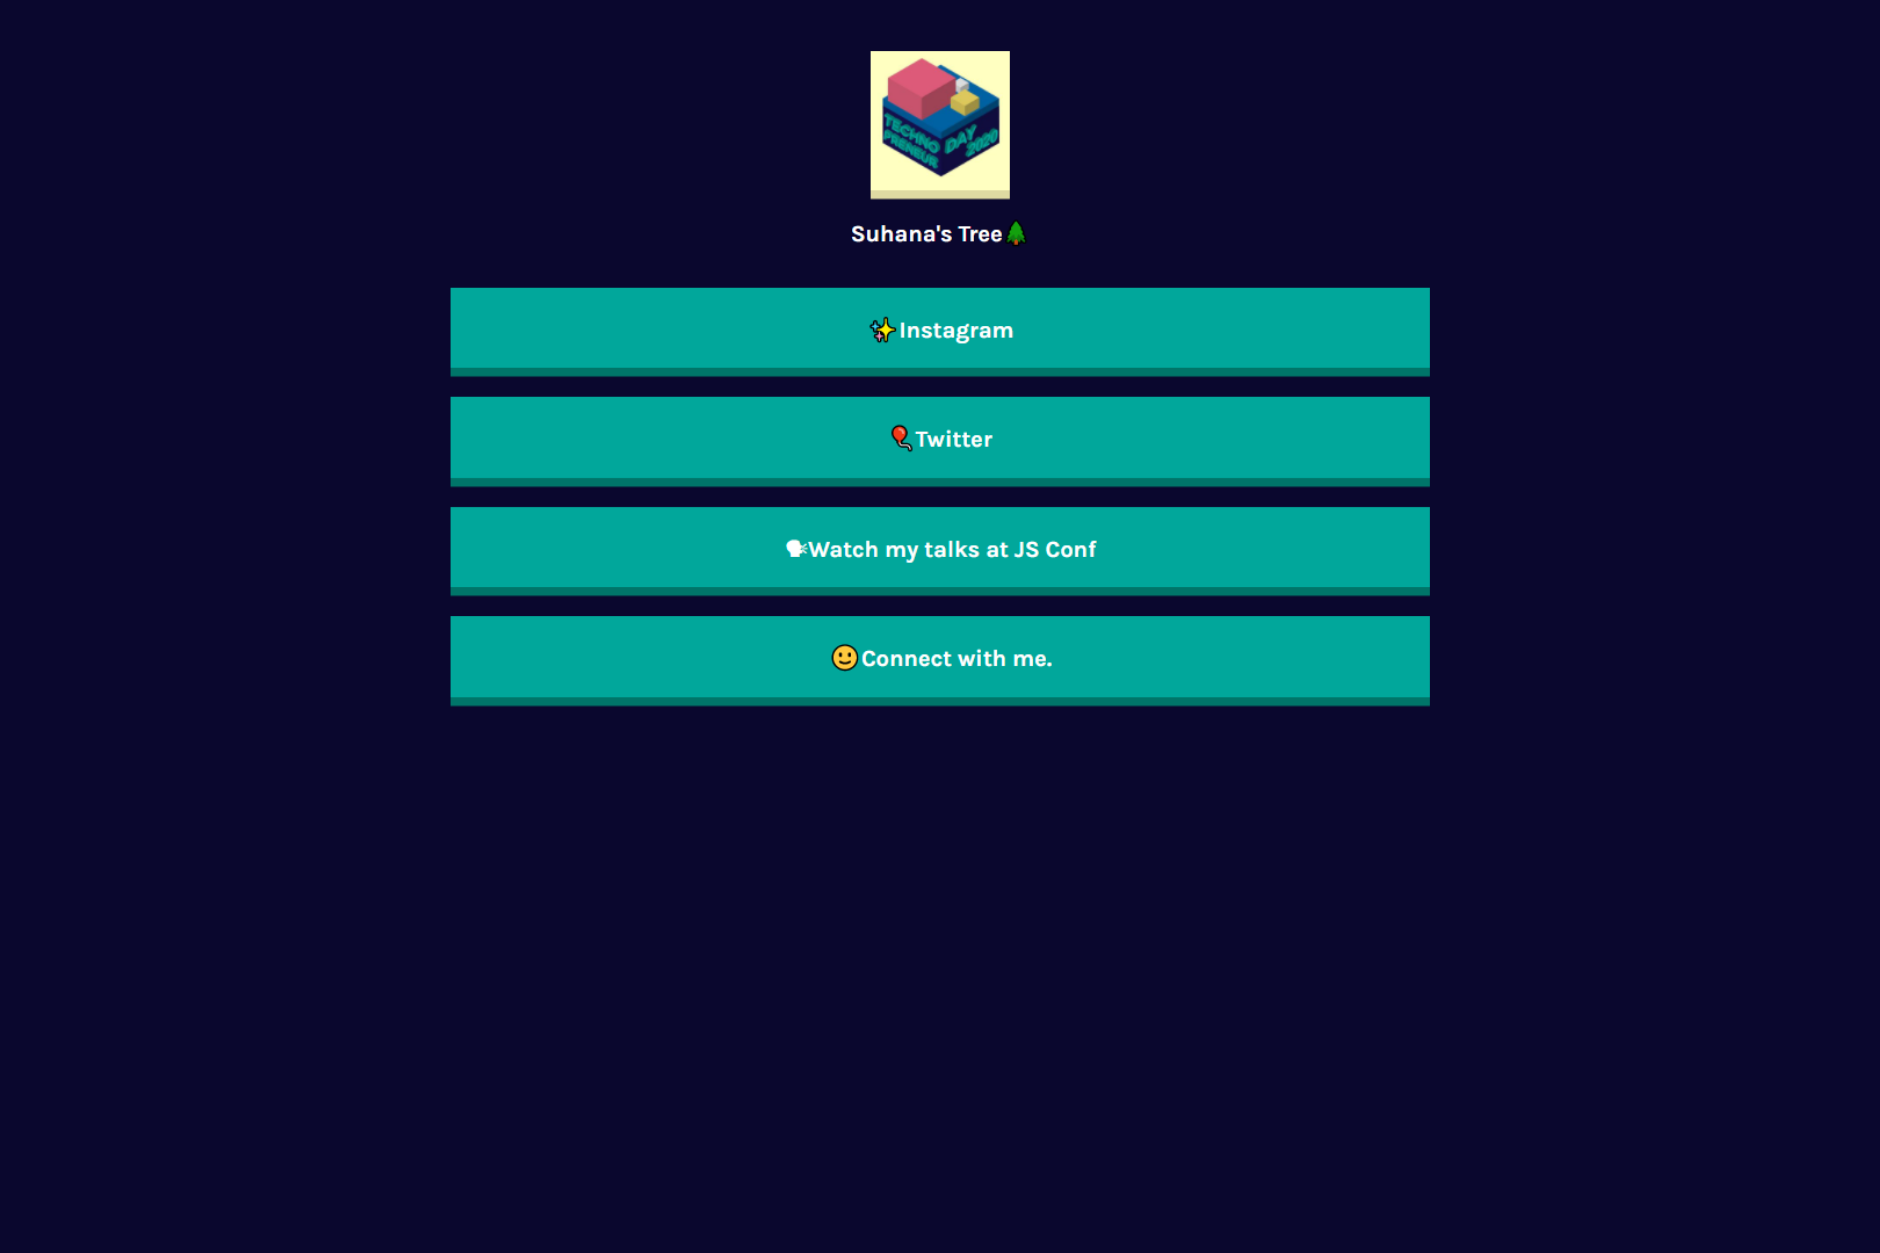 TECHNO
PRENEUR
DAY
2020
Suhana's Tree🌲
✨Instagram
🎈Twitter
🗣Watch my talks at JS Conf
🙂Connect with me.